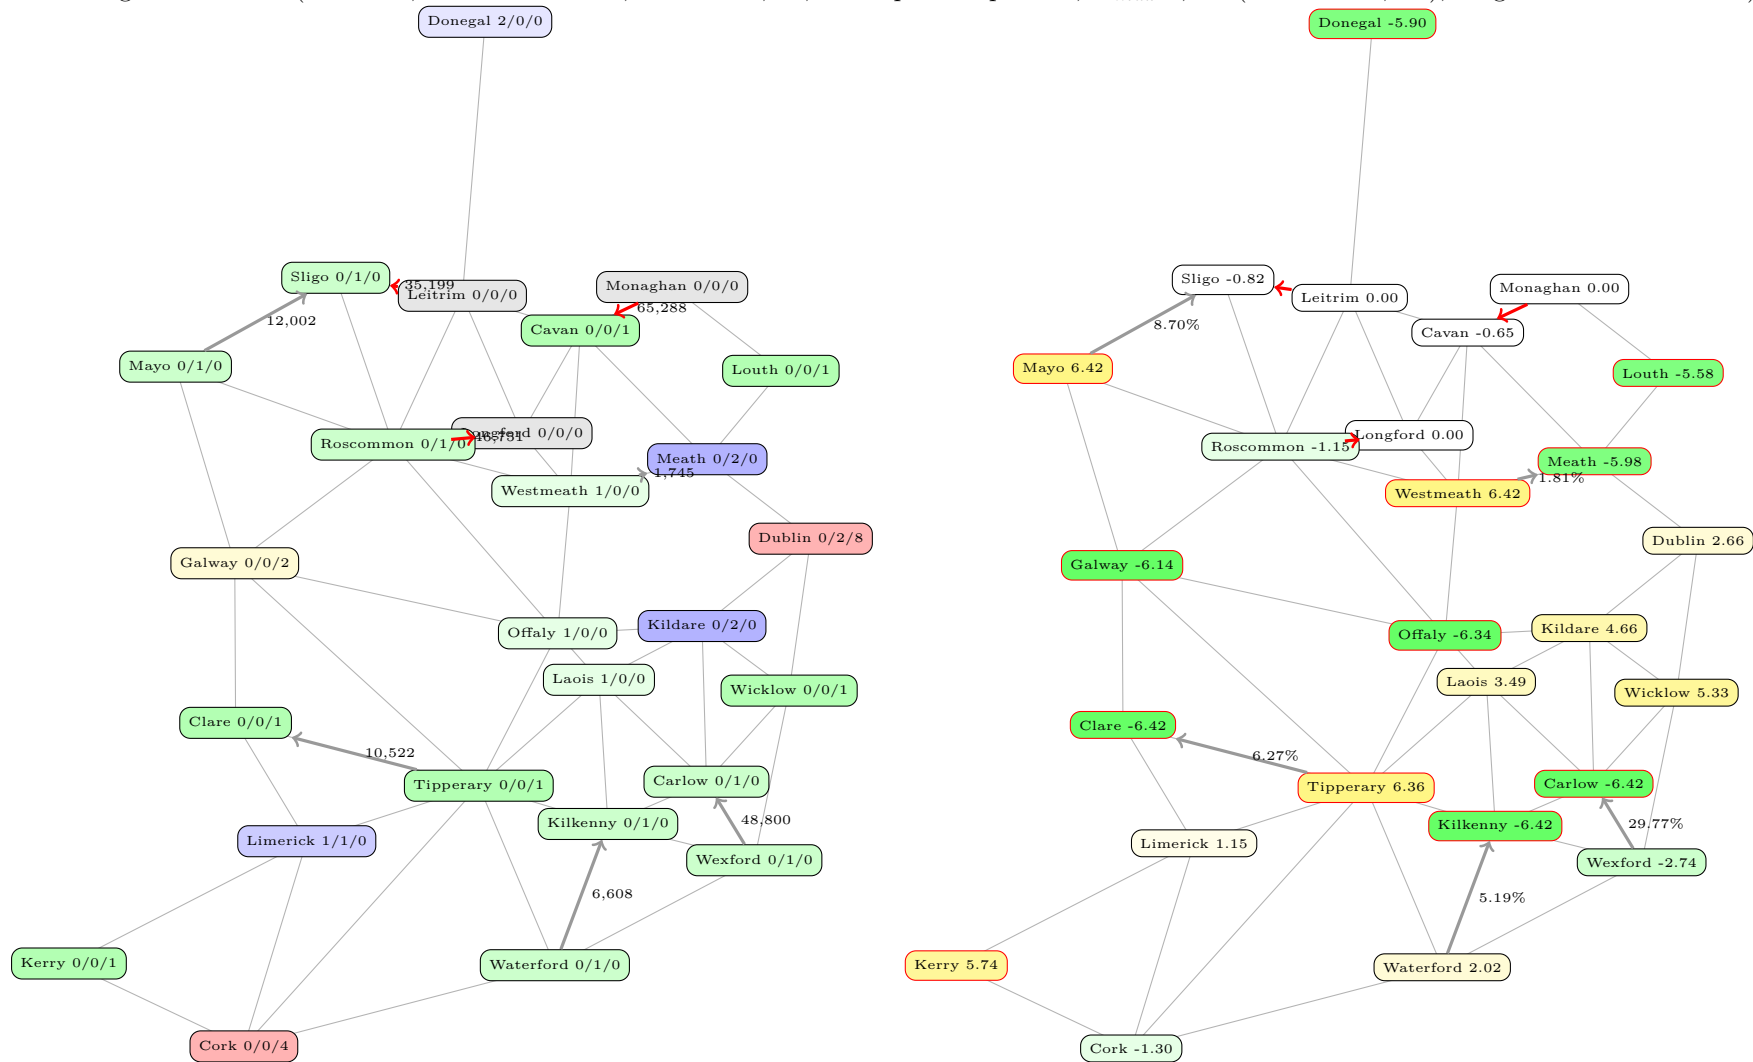 Donegal 2/0/0
Sligo 0/1/0
35,199
Leitrim 0/0/0
Monaghan 0/0/0
65,288
12,002
Cavan 0/0/1
Mayo 0/1/0
Louth 0/0/1
Roscommon 0/1/0
0/0/0
Meath 0/2/0
1,745
Westmeath 1/0/0
Dublin 0/2/8
Galway 0/0/2
Offaly 1/0/0
Kildare 0/2/0
Laois 1/0/0
Wicklow 0/0/1
Clare 0/0/1
10,522
Tipperary 0/0/1
Carlow 0/1/0
Kilkenny 0/1/0
48,800
Limerick 1/1/0
Wexford 0/1/0
6,608
Kerry 0/0/1
Waterford 0/1/0
Cork 0/0/4
Donegal -5.90
Sligo -0.82
Leitrim 0.00
Monaghan 0.00
8.70%
Cavan -0.65
Mayo 6.42
Louth -5.58
Roscommon -1.15
Longford 0.00
Meath -5.98
1.81%
Westmeath 6.42
Dublin 2.66
Galway -6.14
Offaly -6.34
Kildare 4.66
Laois 3.49
Wicklow 5.33
Clare -6.42
6.27%
Tipperary 6.36
Carlow -6.42
Kilkenny -6.42
29.77%
Limerick 1.15
Wexford -2.74
5.19%
Kerry 5.74
Waterford 2.02
Cork -1.30